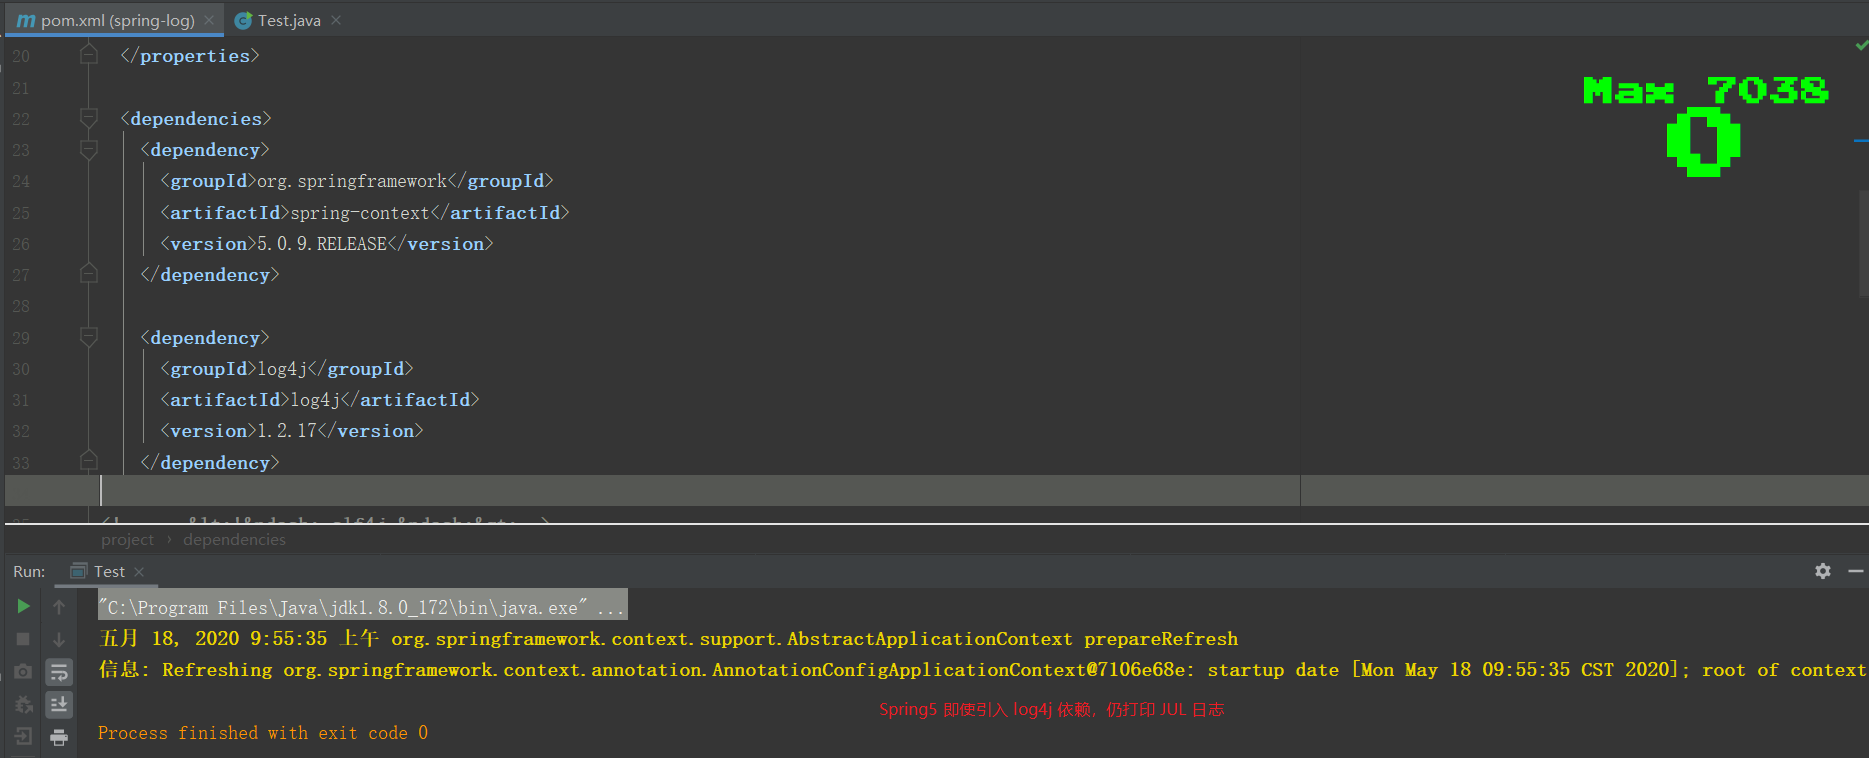 pom.xml (spring-log) Test.java
20 </properties>
21
22 <dependencies>
23 <dependency>
24 <groupId>org.springframework</groupId>
25 <artifactId>spring-context</artifactId>
26 <version>5.0.9.RELEASE</version>
27 </dependency>
28
29 <dependency>
30 <groupId>log4j</groupId>
31 <artifactId>log4j</artifactId>
32 <version>1.2.17</version>
33 </dependency>
Max 7038
0
project › dependencies
Run: Test
"C:\Program Files\Java\jdk1.8.0_172\bin\java.exe" ...
五月 18, 2020 9:55:35 上午 org.springframework.context.support.AbstractApplicationContext prepareRefresh
信息: Refreshing org.springframework.context.annotation.AnnotationConfigApplicationContext@7106e68e: startup date [Mon May 18 09:55:35 CST 2020]; root of context
Spring5 即使引入 log4j 依赖，仍打印 JUL 日志
Process finished with exit code 0